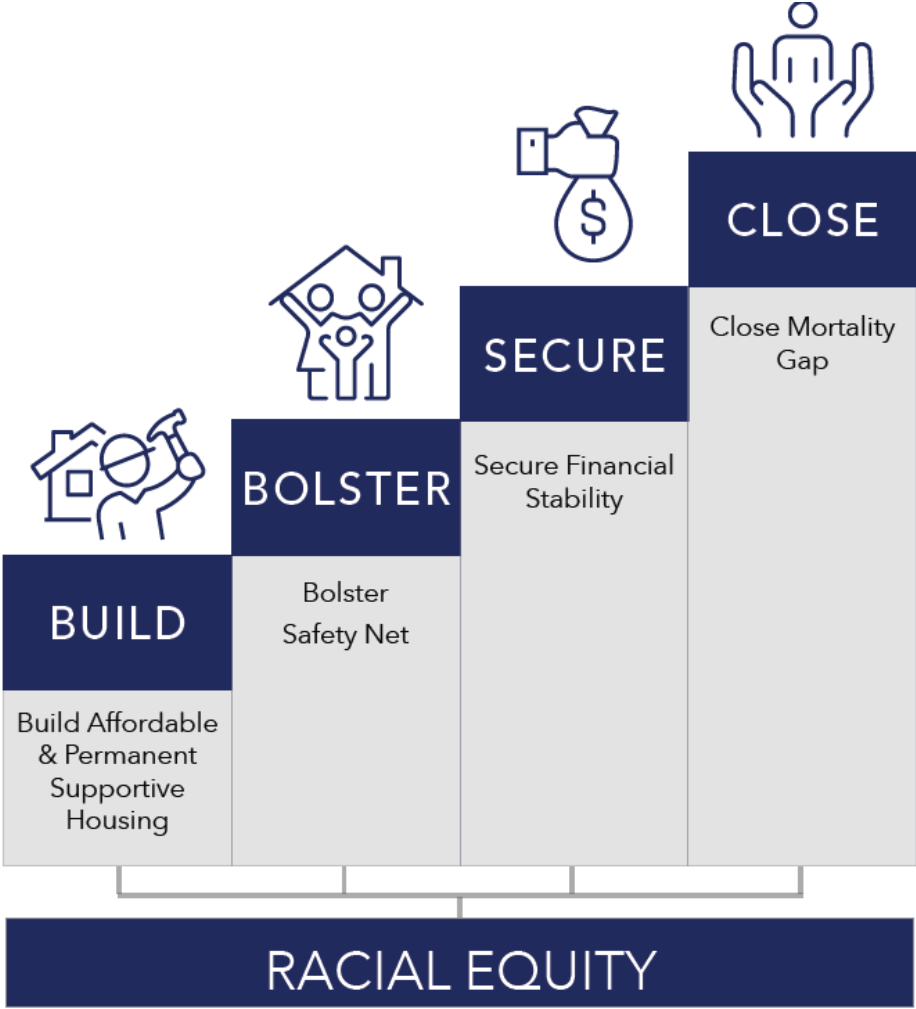 CLOSE
Close Mortality
Gap
SECURE
Secure Financial
Stability
BOLSTER
Bolster
Safety Net
BUILD
Build Affordable
& Permanent
Supportive
Housing
$
RACIAL EQUITY